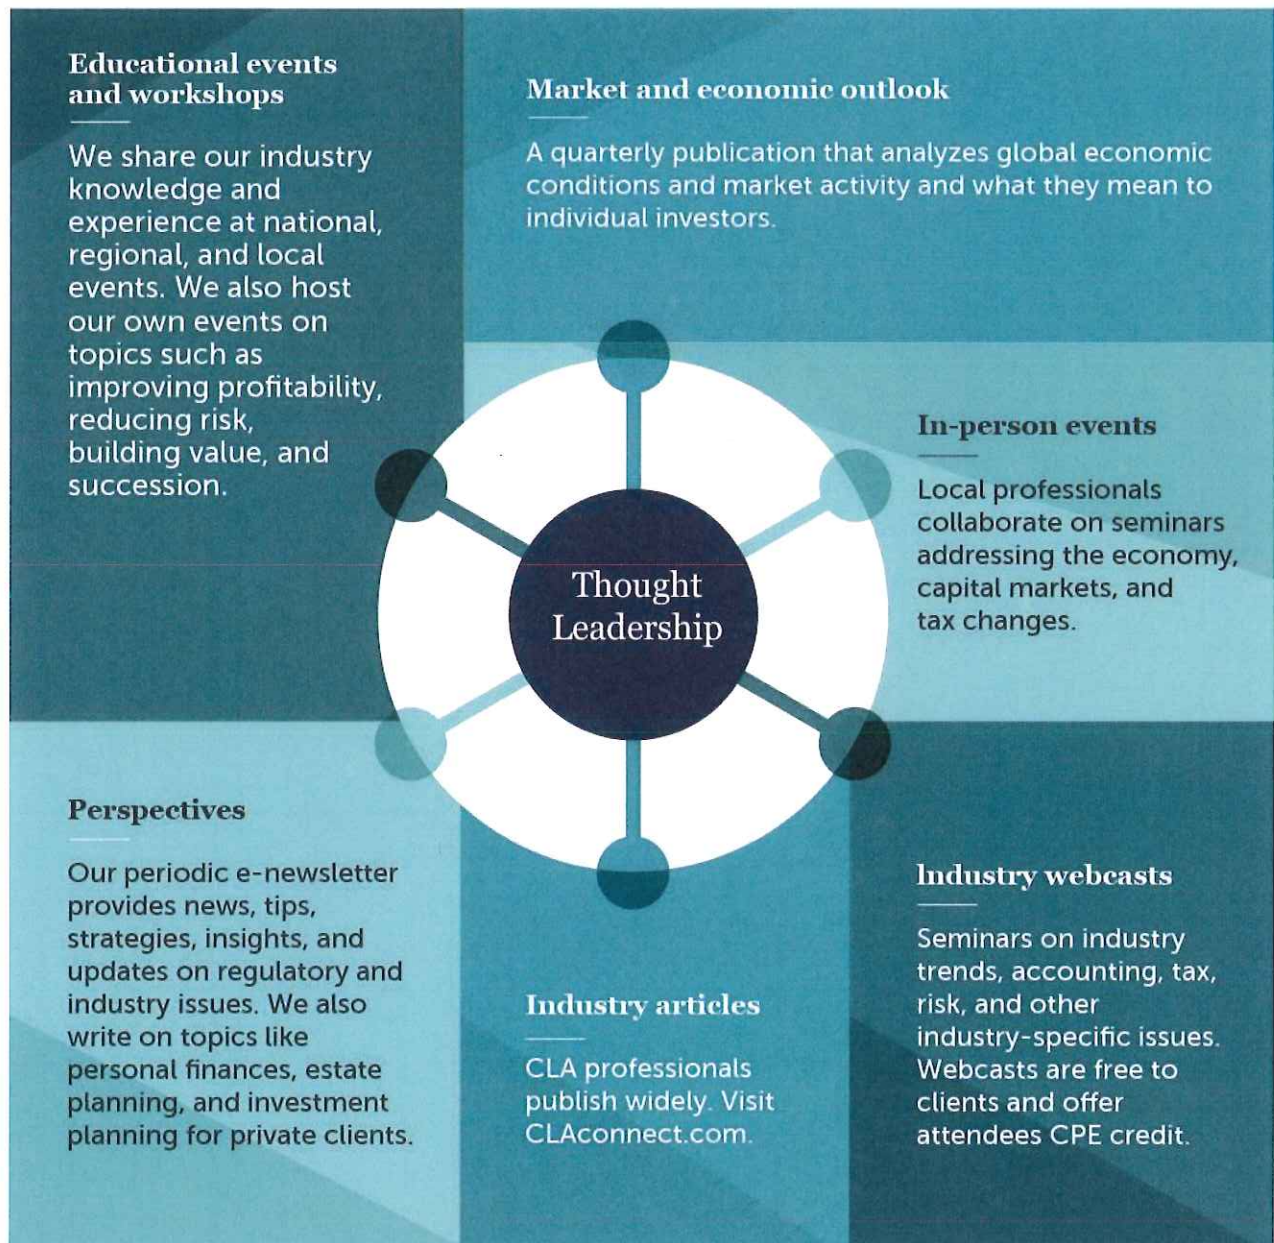 Educational events
and workshops
We share our industry
knowledge and
experience at national,
regional, and local
events. We also host
our own events on
topics such as
improving profitability,
reducing risk,
building value, and
succession.
Market and economic outlook
A quarterly publication that analyzes global economic
conditions and market activity and what they mean to
individual investors.
In-person events
Local professionals
collaborate on seminars
addressing the economy,
capital markets, and
tax changes.
Thought
Leadership
Perspectives
Our periodic e-newsletter
provides news, tips,
strategies, insights, and
updates on regulatory and
industry issues. We also
write on topics like
personal finances, estate
planning, and investment
planning for private clients.
Industry articles
CLA professionals
publish widely. Visit
CLAconnect.com.
Industry webcasts
Seminars on industry
trends, accounting, tax,
risk, and other
industry-specific issues.
Webcasts are free to
clients and offer
attendees CPE credit.